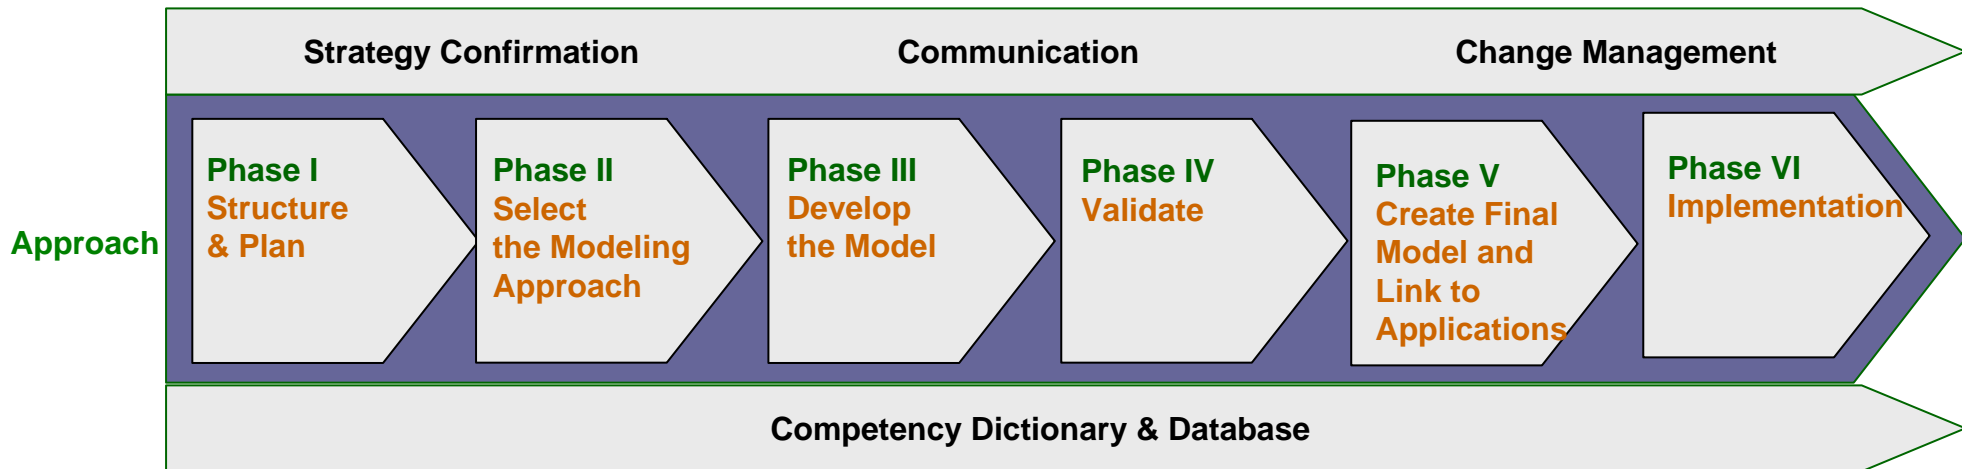 Strategy Confirmation Communication Change Management
Approach
Phase I
Structure
& Plan
Phase II
Select
the Modeling
Approach
Phase III
Develop
the Model
Phase IV
Validate
Phase V
Create Final
Model and
Link to
Applications
Phase VI
Implementation
Competency Dictionary & Database